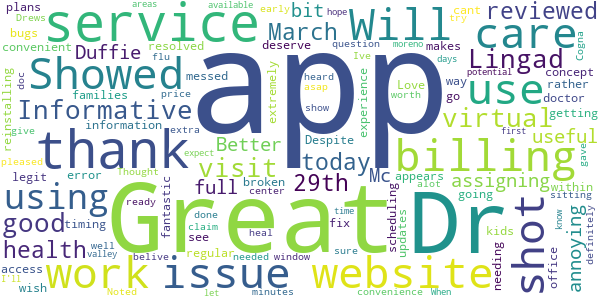 areas available early cant
plans bit reviewed
Drews service Will care try
convenient resolved March deserve hope
bugs Duffie question moreno makes Lingad Cogna
flu Showed app Ive days concept
doc messed extremely experience way rather
families heard asap go use potential doctor
reinstalling Informative price Love worth virtual getting
information extra Better show first useful
give thank Despite billing gave
pleased Thought visit today Mc appears assigning within
legit error full 29th alot going sitting
using fantastic broken center scheduling kids
good timing ready done claim see fix updates shot annoying
health expect regular needed window needing office know definitely
access well belive heal time sure Dr
wish valley Great I'll
work Noted issue let minutes website convenience When